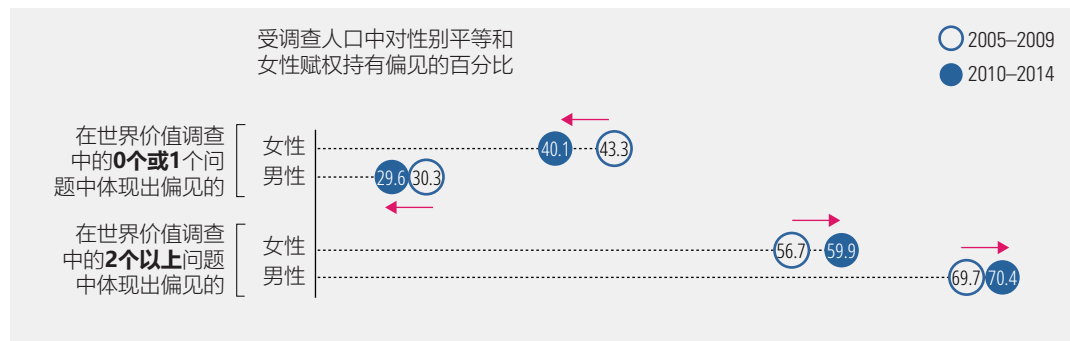 受调查人口中对性别平等和
女性赋权持有偏见的百分比
2005–2009
2010–2014
在世界价值调查
中的0个或1个问
题中体现出偏见的
女性
40.1
43.3
男性
29.6
30.3
在世界价值调查
中的2个以上问题
中体现出偏见的
女性
56.7
59.9
男性
69.7
70.4